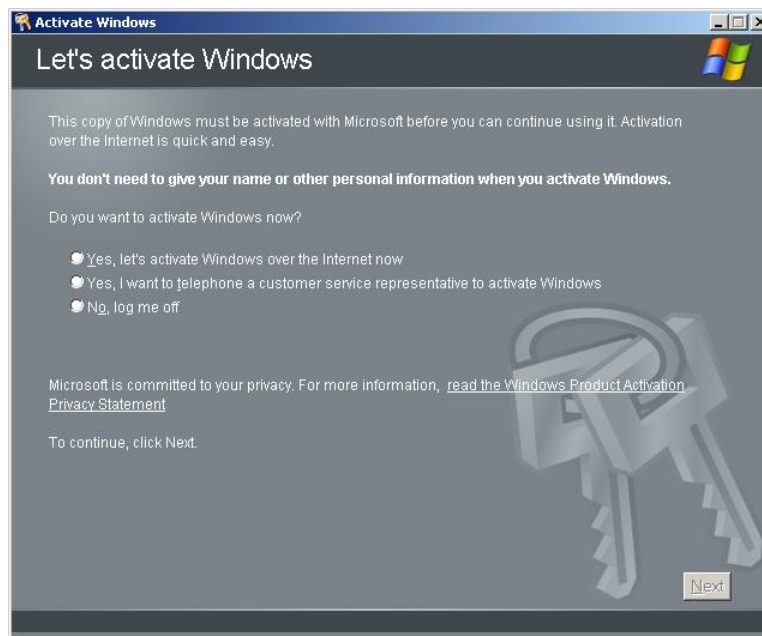 Activate Windows
Let's activate Windows
This copy of Windows must be activated with Microsoft before you can continue using it. Activation
over the Internet is quick and easy.
You don't need to give your name or other personal information when you activate Windows.
Do you want to activate Windows now?
Yes, let's activate Windows over the Internet now
Yes, I want to telephone a customer service representative to activate Windows
No, log me off
Microsoft is committed to your privacy. For more information, read the Windows Product Activation
Privacy Statement
To continue, click Next.
Next